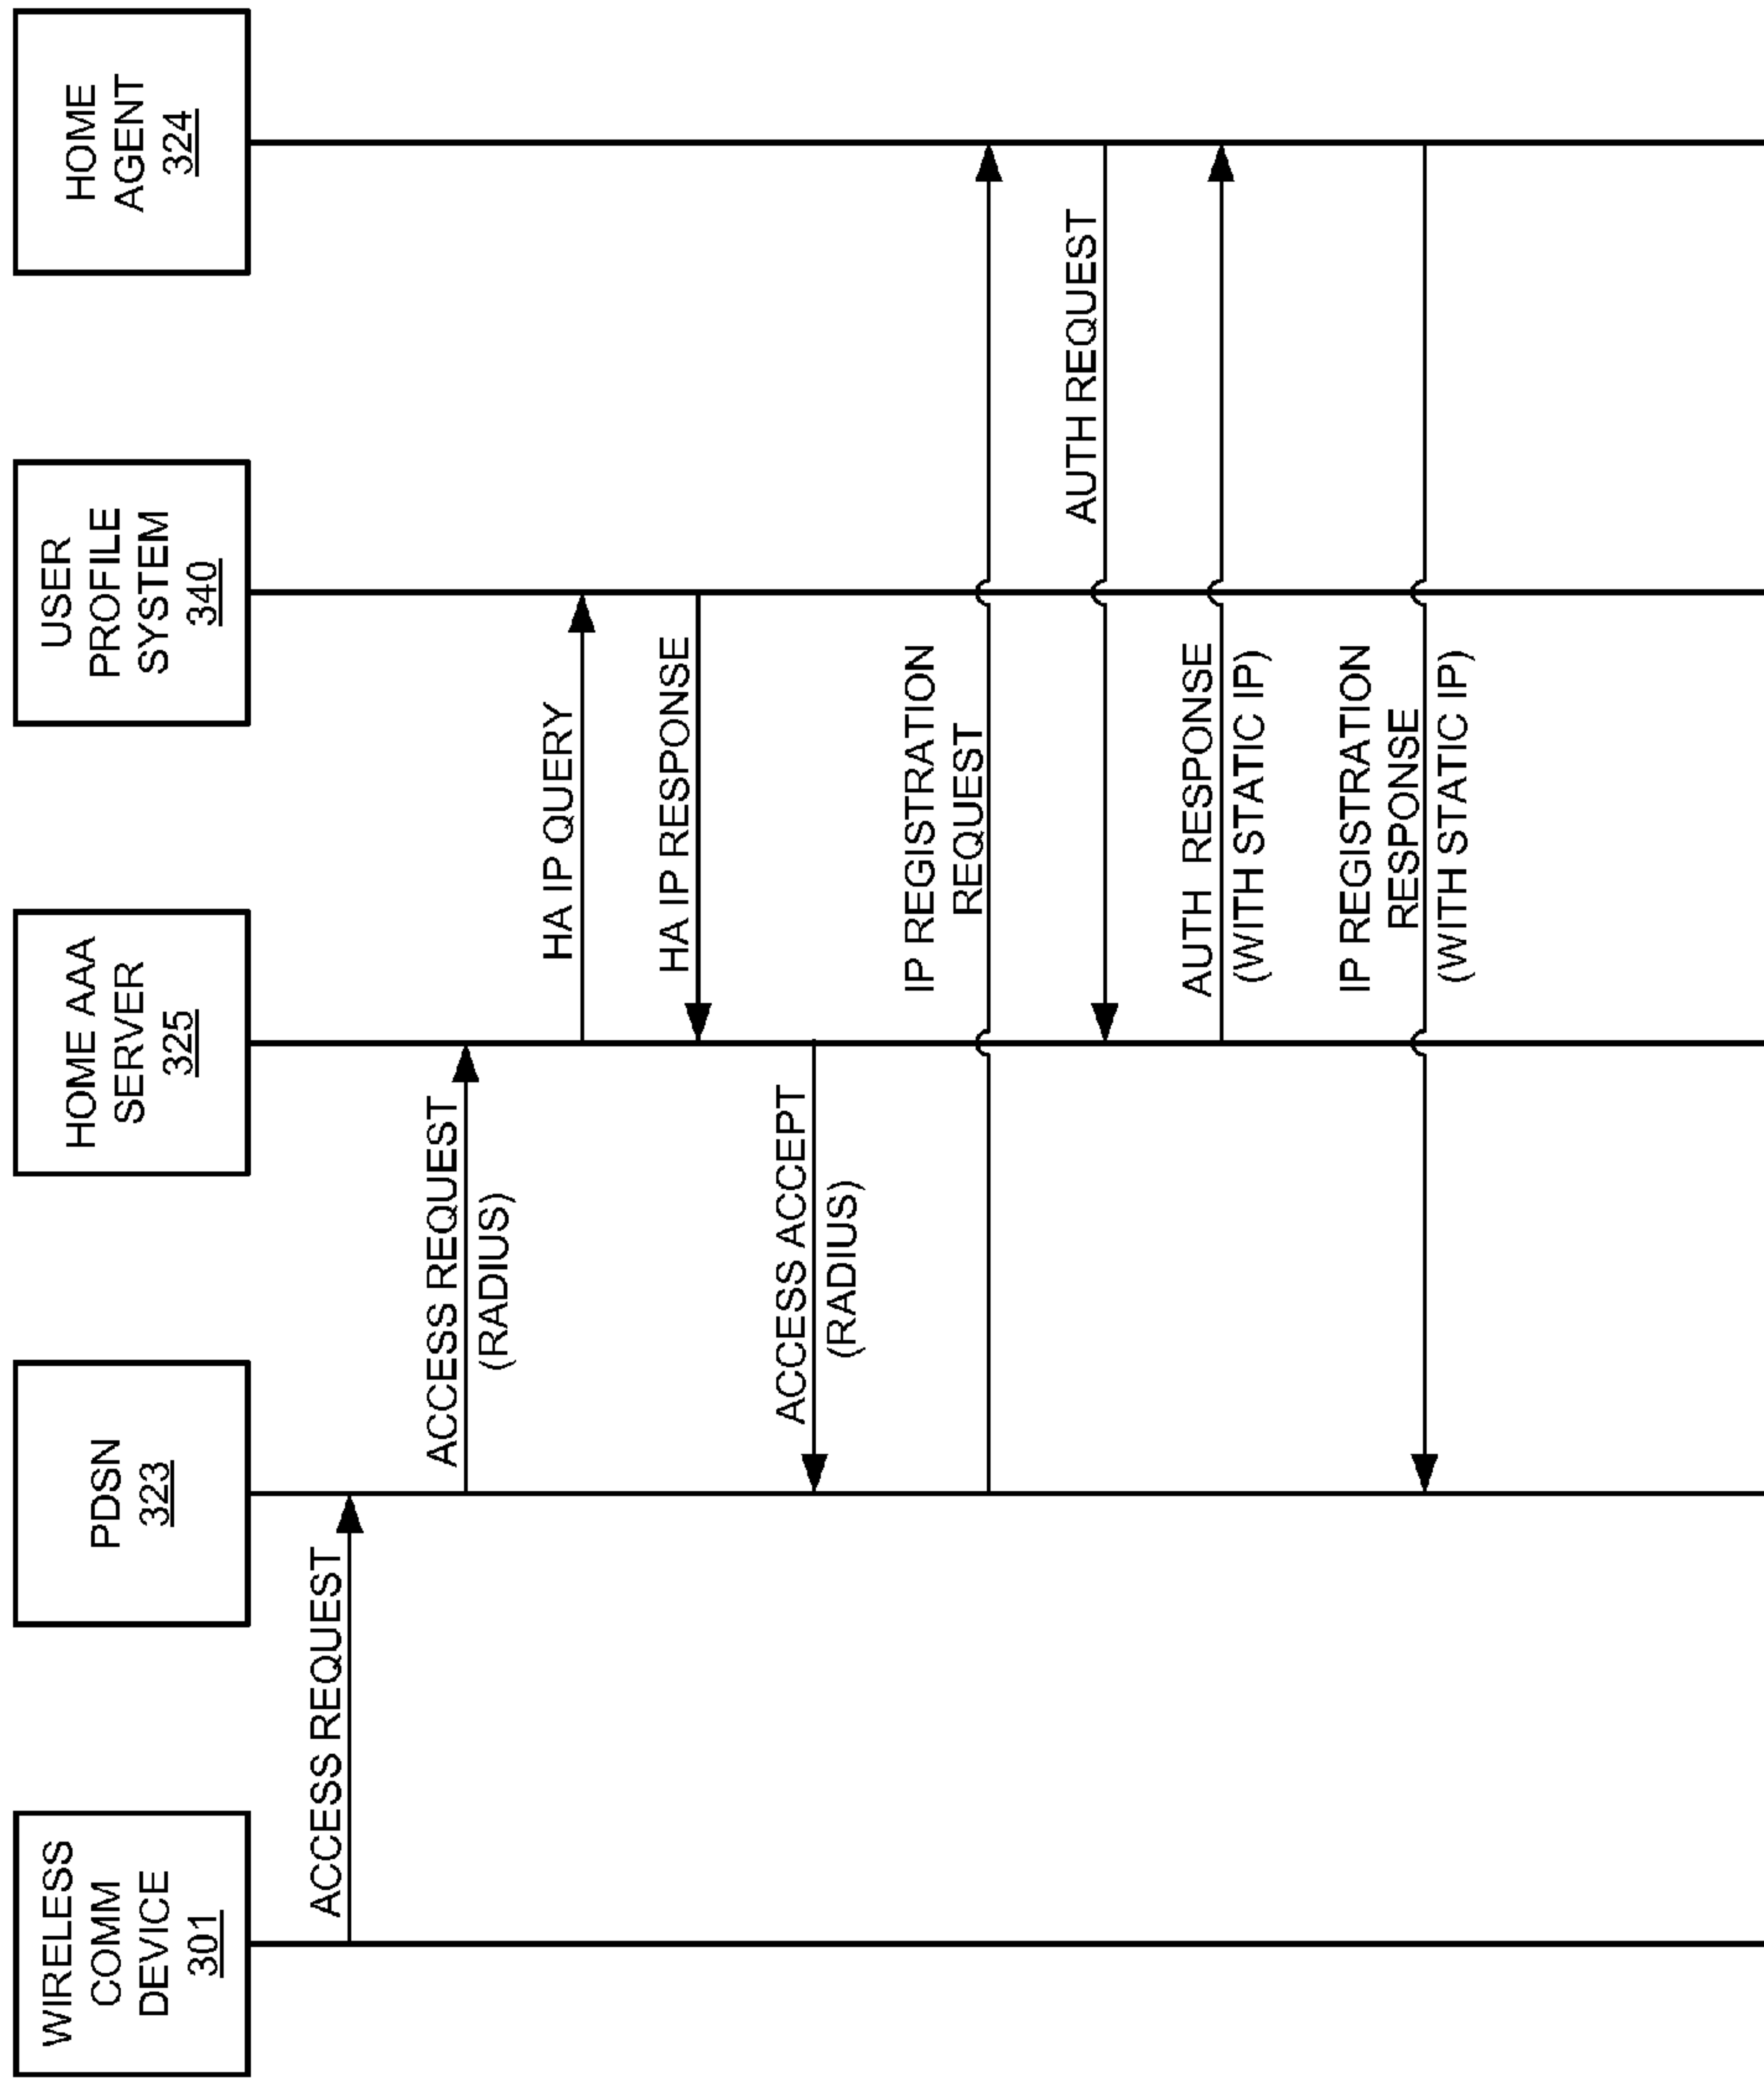 WIRELESS
COMM
DEVICE
301
PDSN
323
HOME AAA
SERVER
325
USER
PROFILE
SYSTEM
340
HOME
AGENT
324
ACCESS REQUEST
ACCESS REQUEST
(RADIUS)
HA IP QUERY
HA IP RESPONSE
ACCESS ACCEPT
(RADIUS)
IP REGISTRATION
REQUEST
AUTH REQUEST
AUTH RESPONSE
(WITH STATIC IP)
IP REGISTRATION
RESPONSE
(WITH STATIC IP)